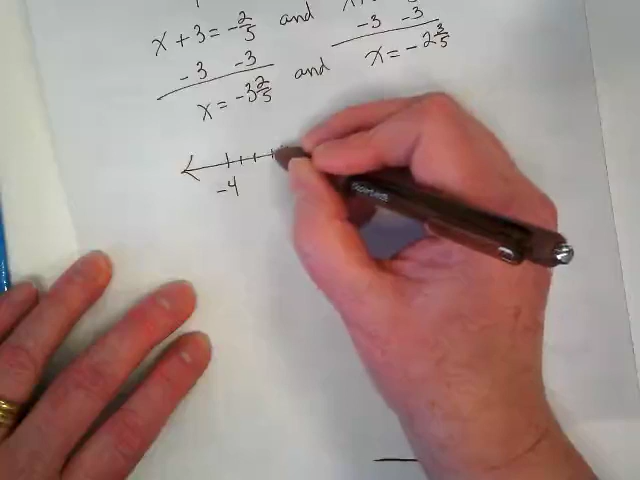 x + 3 = -2/5 and
-3 -3 -3 -3
x = -3 2/5 and x = -2 3/5
-4